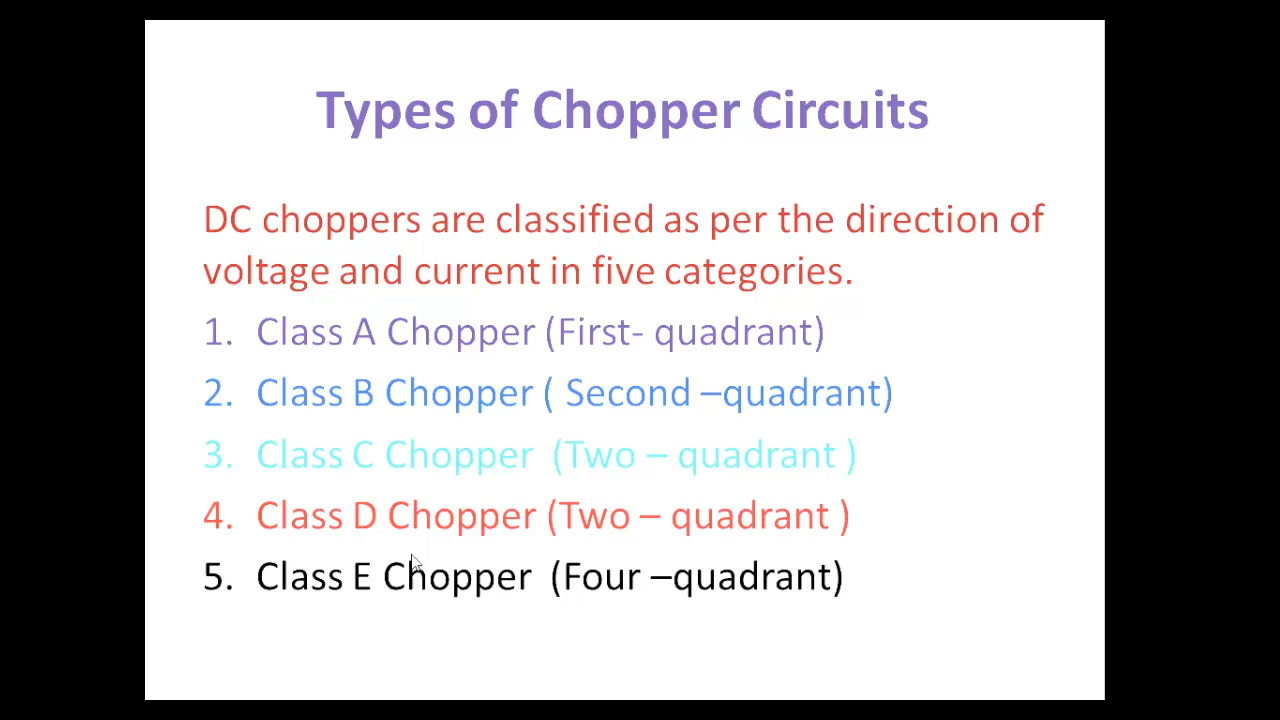 Types of Chopper Circuits
DC choppers are classified as per the direction of
voltage and current in five categories.
1. Class A Chopper (First- quadrant)
2. Class B Chopper ( Second –quadrant)
3. Class C Chopper  (Two – quadrant )
4. Class D Chopper (Two – quadrant )
5. Class E Chopper  (Four –quadrant)